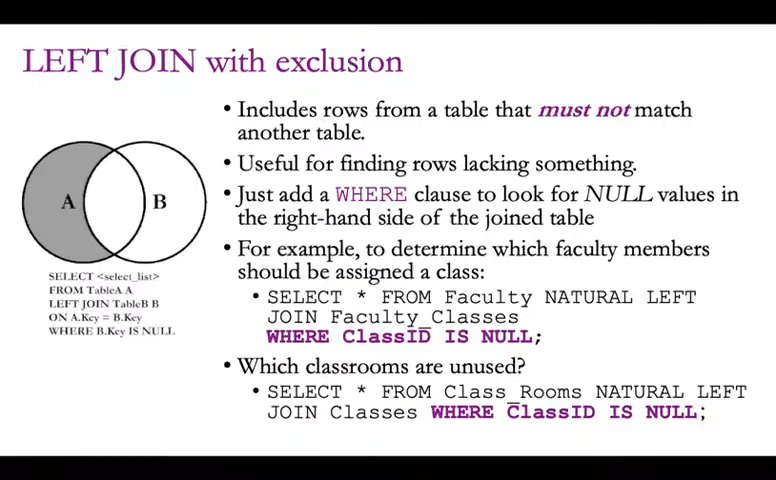 LEFT JOIN with exclusion
• Includes rows from a table that must not match
another table.
• Useful for finding rows lacking something.
• Just add a WHERE clause to look for NULL values in
the right-hand side of the joined table
• For example, to determine which faculty members
should be assigned a class:
• SELECT * FROM Faculty NATURAL LEFT
JOIN Faculty_Classes
WHERE ClassID IS NULL;
• Which classrooms are unused?
• SELECT * FROM Class_Rooms NATURAL LEFT
JOIN Classes WHERE ClassID IS NULL;
A
B
SELECT <select_list>
FROM TableA A
LEFT JOIN TableB B
ON A.Key = B.Key
WHERE B.Key IS NULL